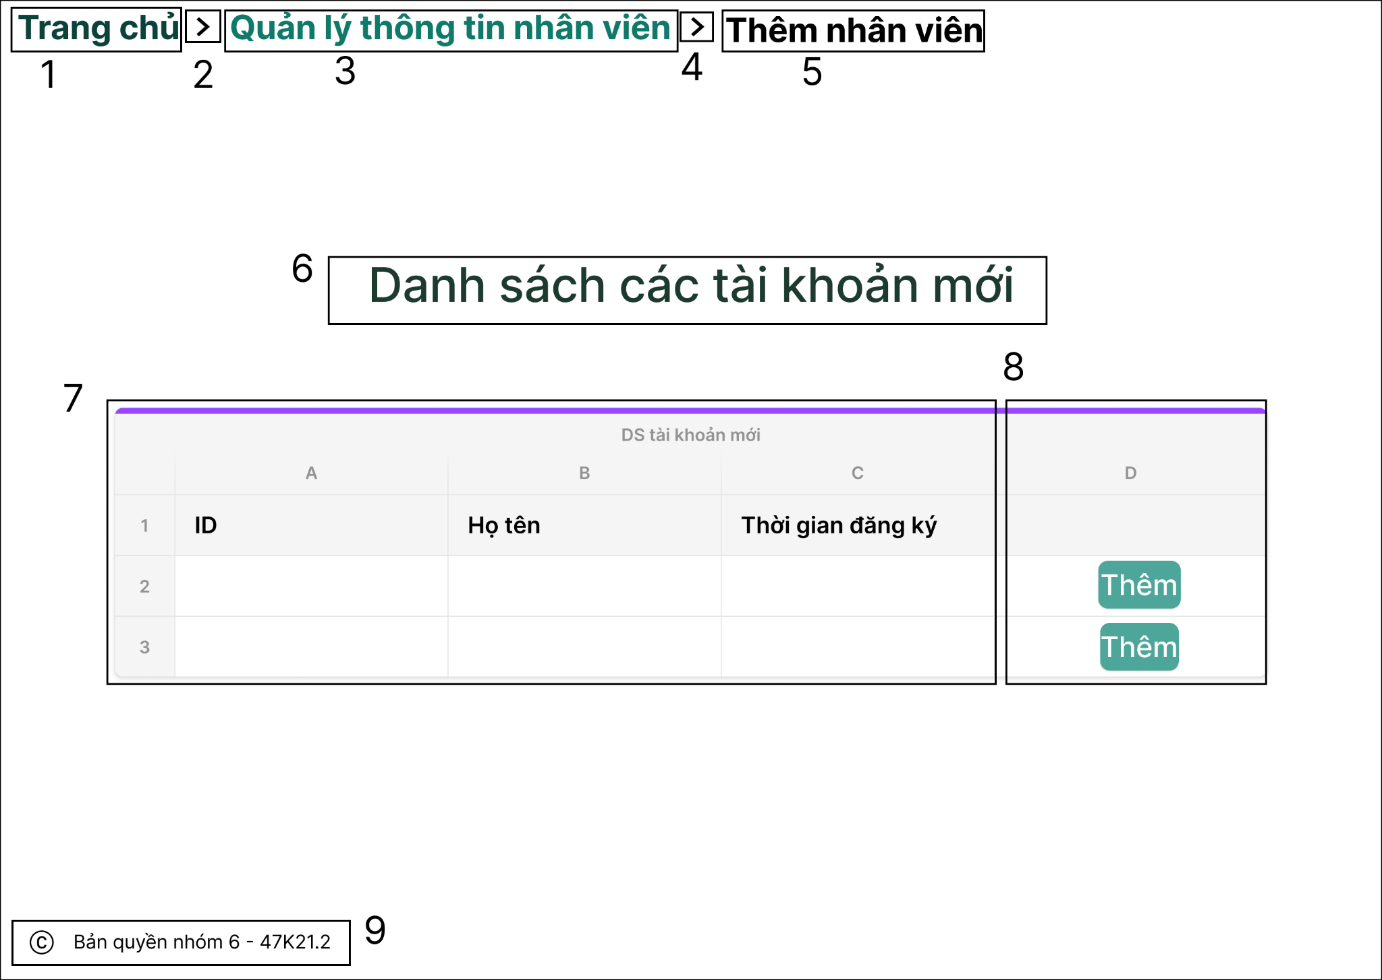 Trang chủ > Quản lý thông tin nhân viên > Thêm nhân viên
1 2 3 4 5
6 Danh sách các tài khoản mới
7 8
DS tài khoản mới
A B C D
1 ID Họ tên Thời gian đăng ký
2 Thêm
3 Thêm
© Bản quyền nhóm 6 - 47K21.2 9